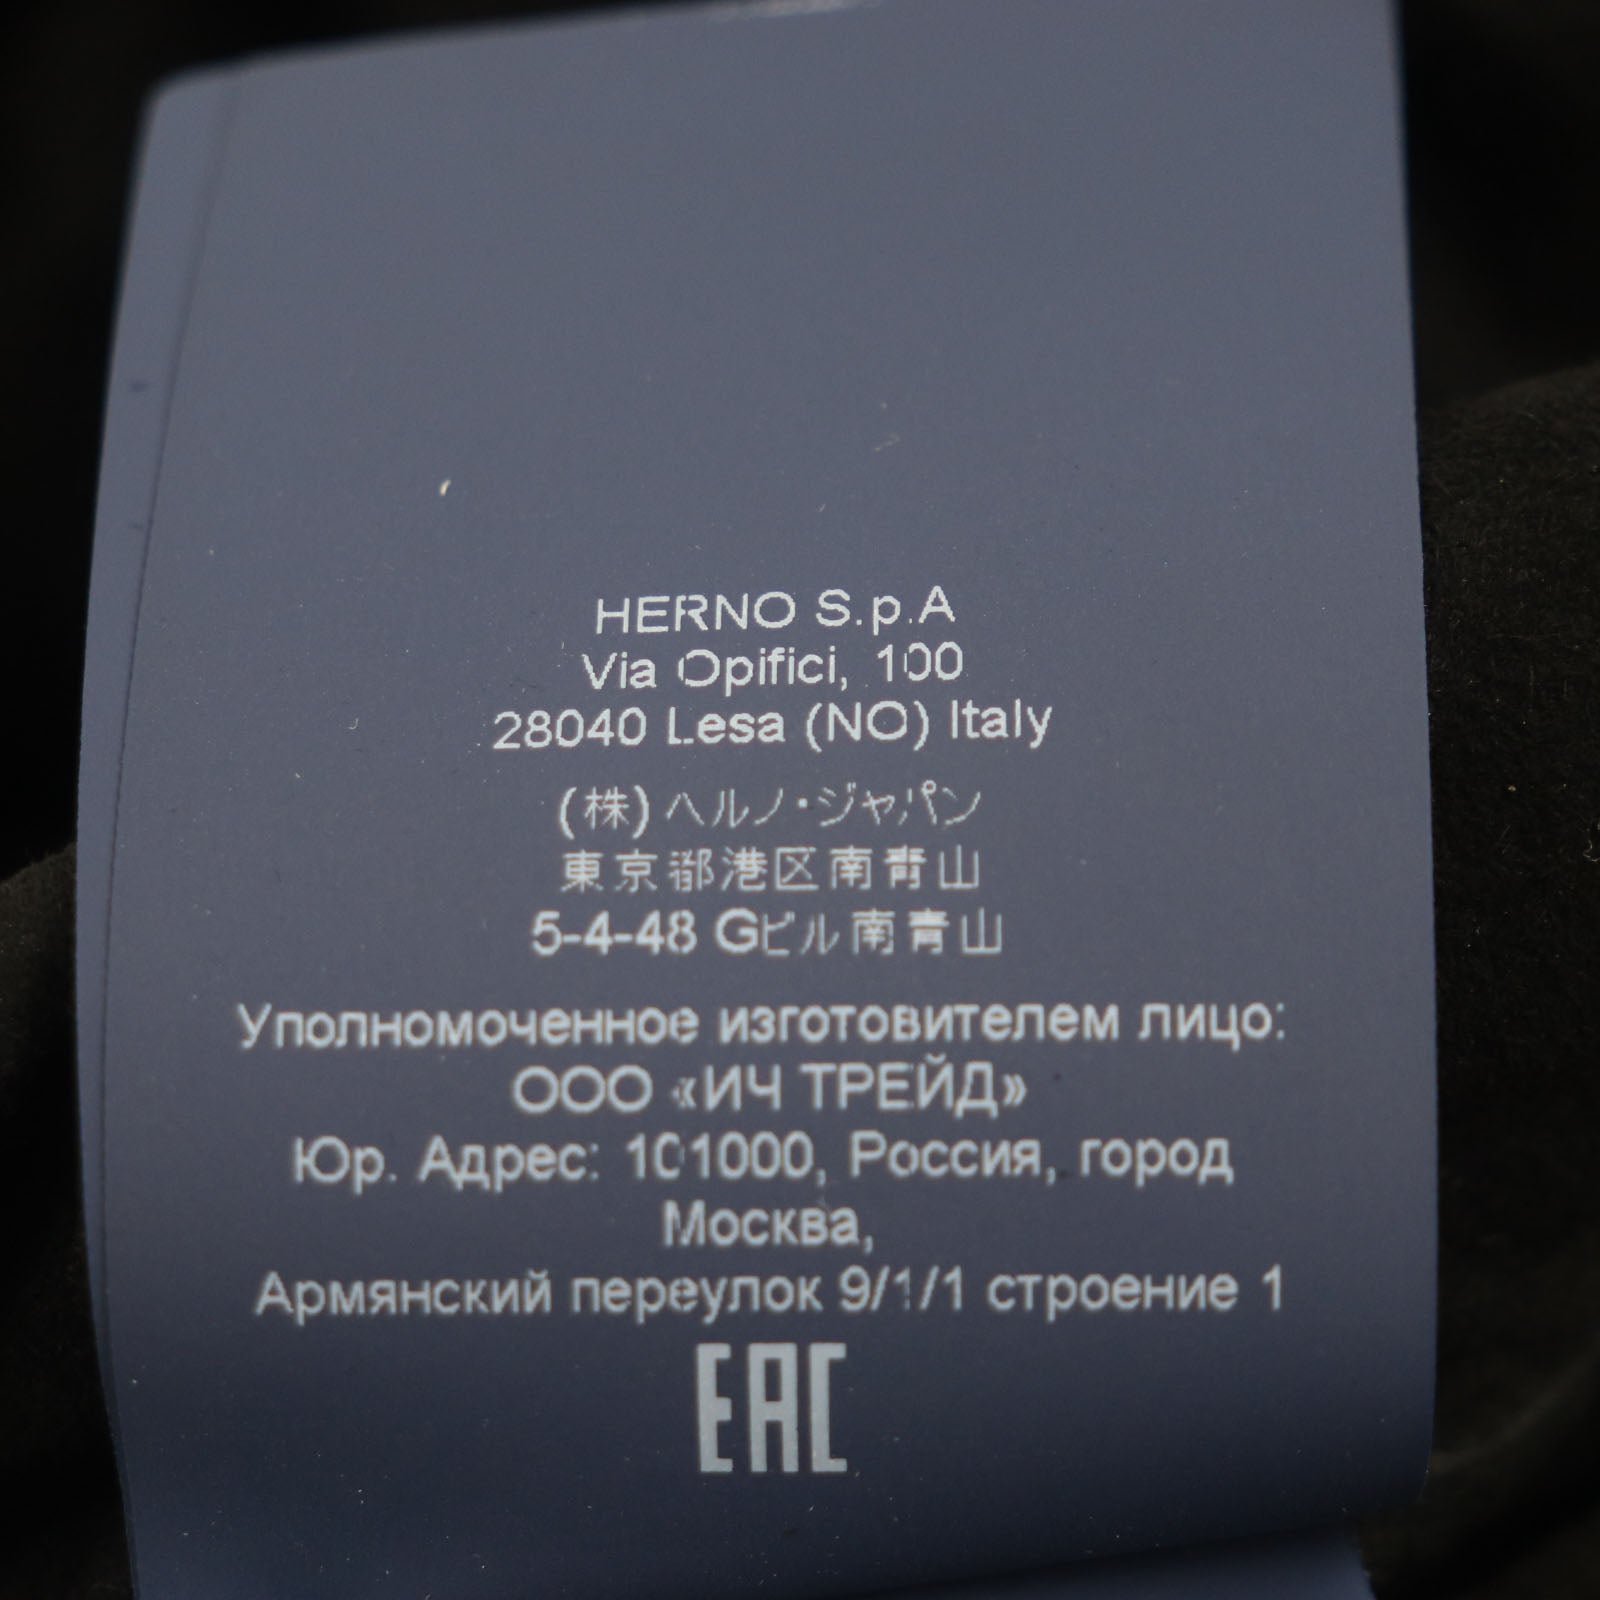 HERNO S.p.A
Via Opifici, 100
28040 Lesa (NO) Italy
(株) ヘルノ・ジャパン
東京都港区南青山
5-4-48 Gビル南青山
Уполномоченное изготовителем лицо:
ООО «ИЧ ТРЕЙД»
Юр. Адрес: 101000, Россия, город
Москва,
Армянский переулок 9/1/1 строение 1
EAC